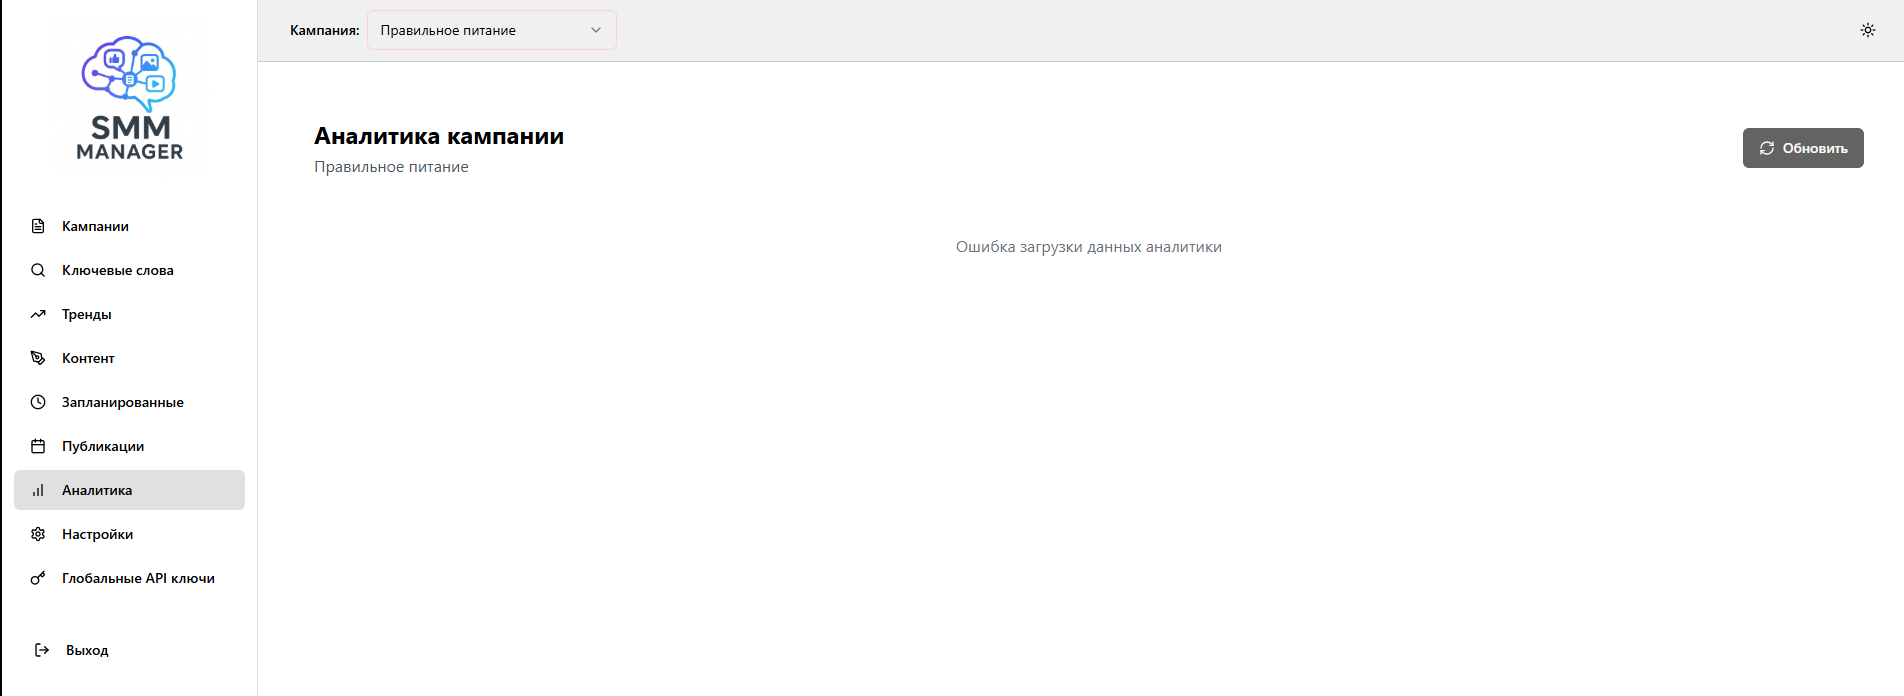 SMM
MANAGER
Кампании
Ключевые слова
Тренды
Контент
Запланированные
Публикации
Аналитика
Настройки
Глобальные API ключи
Выход
Кампания: Правильное питание
Аналитика кампании
Правильное питание
Обновить
Ошибка загрузки данных аналитики